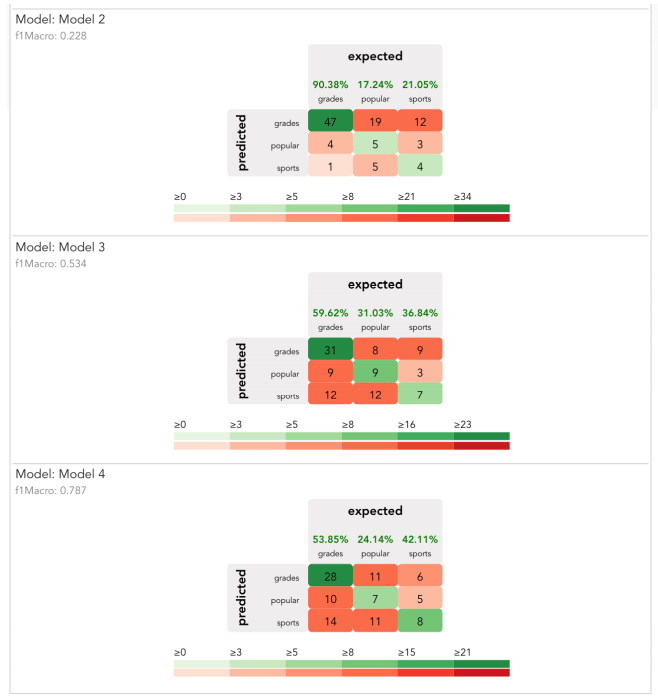 Model: Model 2
f1Macro: 0.228
expected
90.38% 17.24% 21.05%
grades popular sports
predicted
grades 47 19 12
popular 4 5 3
sports 1 5 4
≥0 ≥3 ≥5 ≥8 ≥21 ≥34
Model: Model 3
f1Macro: 0.534
expected
59.62% 31.03% 36.84%
grades popular sports
predicted
grades 31 8 9
popular 9 9 3
sports 12 12 7
≥0 ≥3 ≥5 ≥8 ≥16 ≥23
Model: Model 4
f1Macro: 0.787
expected
53.85% 24.14% 42.11%
grades popular sports
predicted
grades 28 11 6
popular 10 7 5
sports 14 11 8
≥0 ≥3 ≥5 ≥8 ≥15 ≥21